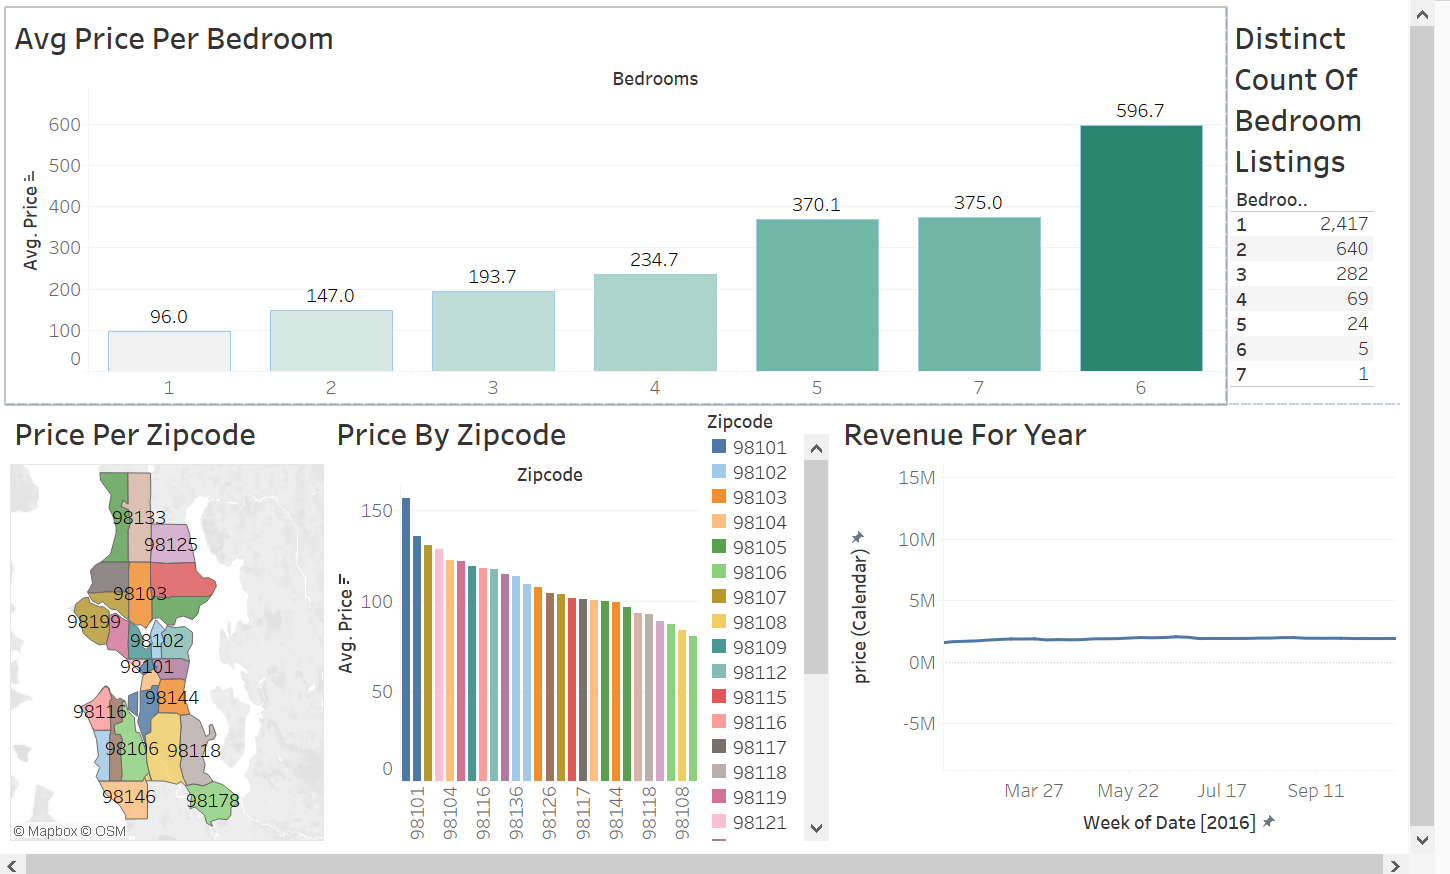 Avg Price Per Bedroom
Bedrooms
Avg. Price
600
500
400
300
200
100
0
96.0
147.0
193.7
234.7
370.1
375.0
596.7
1
2
3
4
5
7
6
Distinct
Count Of
Bedroom
Listings
Bedroo..
1 2,417
2 640
3 282
4 69
5 24
6 5
7 1
Price Per Zipcode
98133
98125
98103
98199
98102
98101
98144
98116
98106
98118
98146
98178
© Mapbox © OSM
Price By Zipcode
Zipcode
Avg. Price
150
100
50
0
98101
98104
98116
98136
98126
98117
98144
98118
98108
Zipcode
98101
98102
98103
98104
98105
98106
98107
98108
98109
98112
98115
98116
98117
98118
98119
98121
Revenue For Year
price (Calendar)
15M
10M
5M
0M
-5M
Mar 27
May 22
Jul 17
Sep 11
Week of Date [2016]